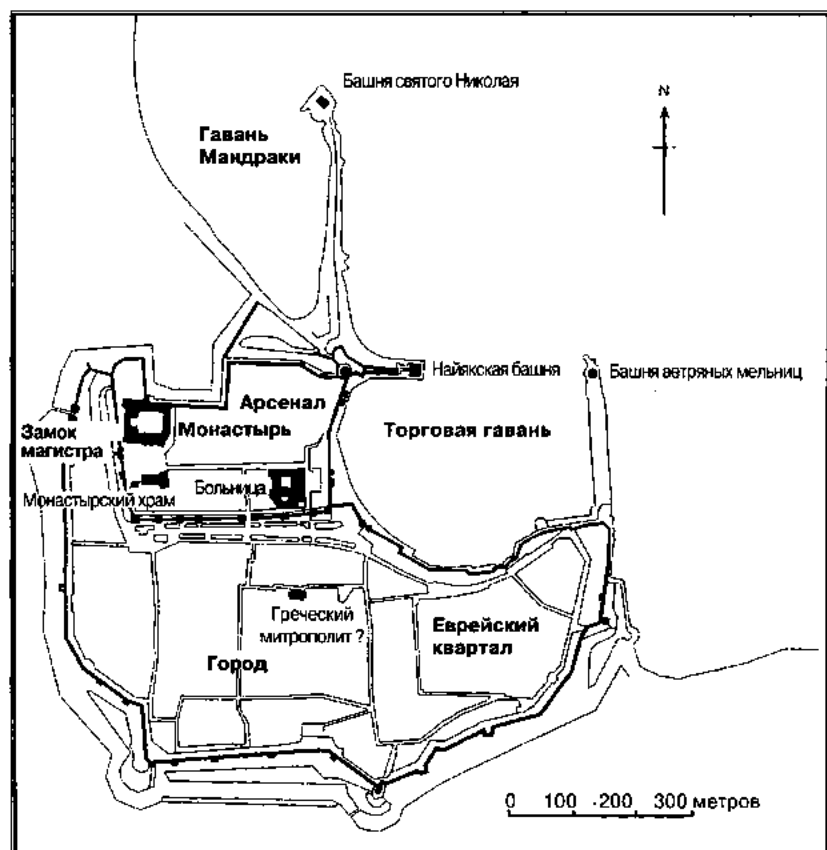 Башня святого Николая
N
Гавань
Мандраки
Найякская башня
Башня аетряных мельниц
Арсенал
Замок
магистра
Монастырь
Торговая гавань
Больница
Монастырский храм
Греческий
митрополит ?
Еврейский
квартал
Город
0 100 -200 300 метров